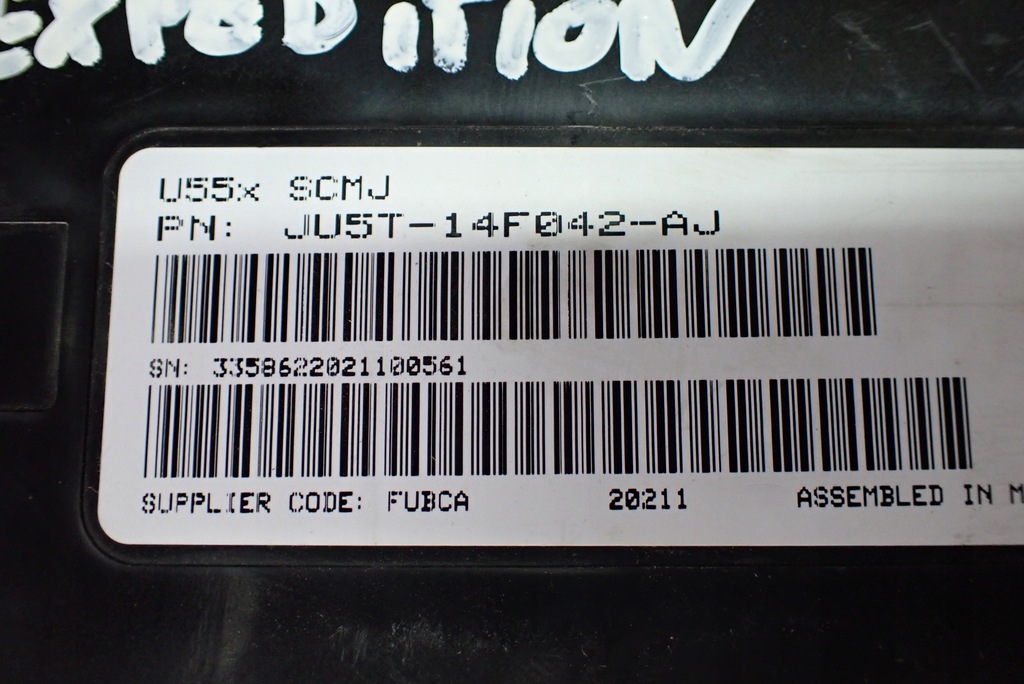 EXPEDITION
U55x SCMJ
PN: JU5T-14F042-AJ
SN: 3358622021100561
SUPPLIER CODE: FUBCA 20211 ASSEMBLED IN M